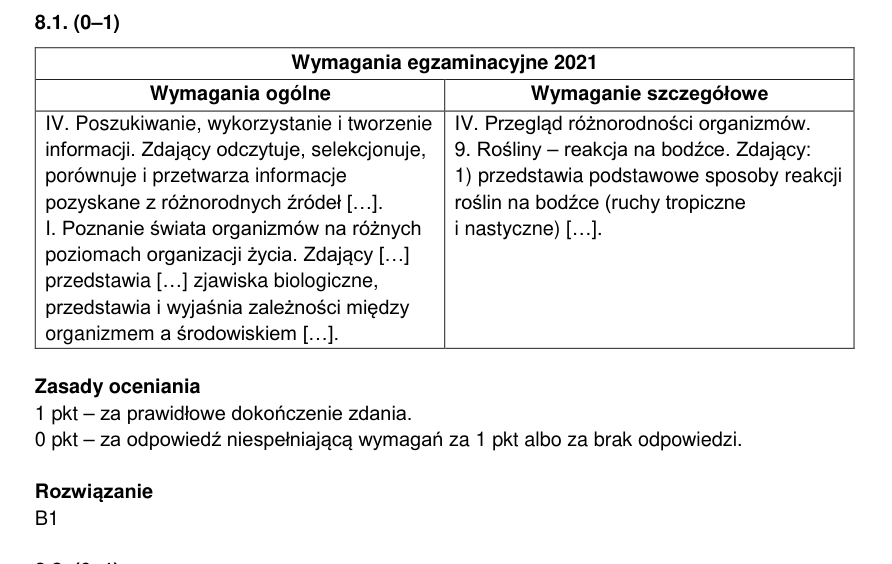 8.1. (0–1)
Wymagania egzaminacyjne 2021
Wymagania ogólne
Wymaganie szczegółowe
IV. Poszukiwanie, wykorzystanie i tworzenie
informacji. Zdający odczytuje, selekcjonuje,
porównuje i przetwarza informacje
pozyskane z różnorodnych źródeł […].
I. Poznanie świata organizmów na różnych
poziomach organizacji życia. Zdający […]
przedstawia […] zjawiska biologiczne,
przedstawia i wyjaśnia zależności między
organizmem a środowiskiem […].
IV. Przegląd różnorodności organizmów.
9. Rośliny – reakcja na bodźce. Zdający:
1) przedstawia podstawowe sposoby reakcji
roślin na bodźce (ruchy tropiczne
i nastyczne) […].
Zasady oceniania
1 pkt – za prawidłowe dokończenie zdania.
0 pkt – za odpowiedź niespełniającą wymagań za 1 pkt albo za brak odpowiedzi.
Rozwiązanie
B1